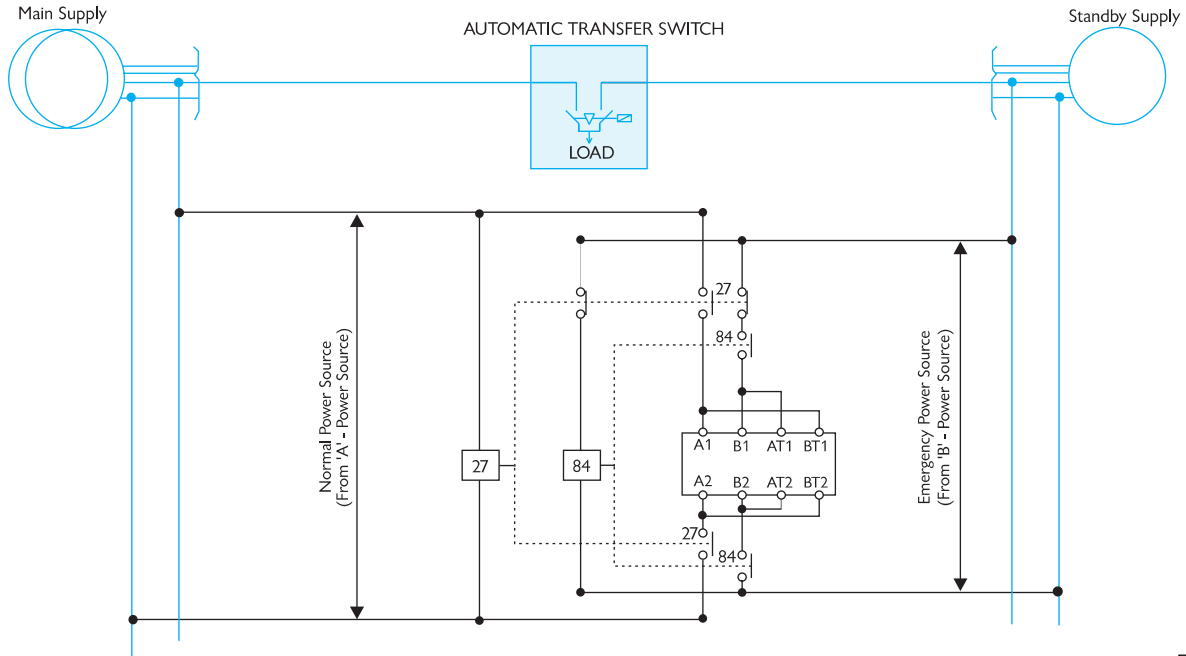 Main Supply
AUTOMATIC TRANSFER SWITCH
Standby Supply
LOAD
Normal Power Source
(From 'A' - Power Source)
27
84
27
84
A1 B1 AT1 BT1
A2 B2 AT2 BT2
27
84
Emergency Power Source
(From 'B' - Power Source)